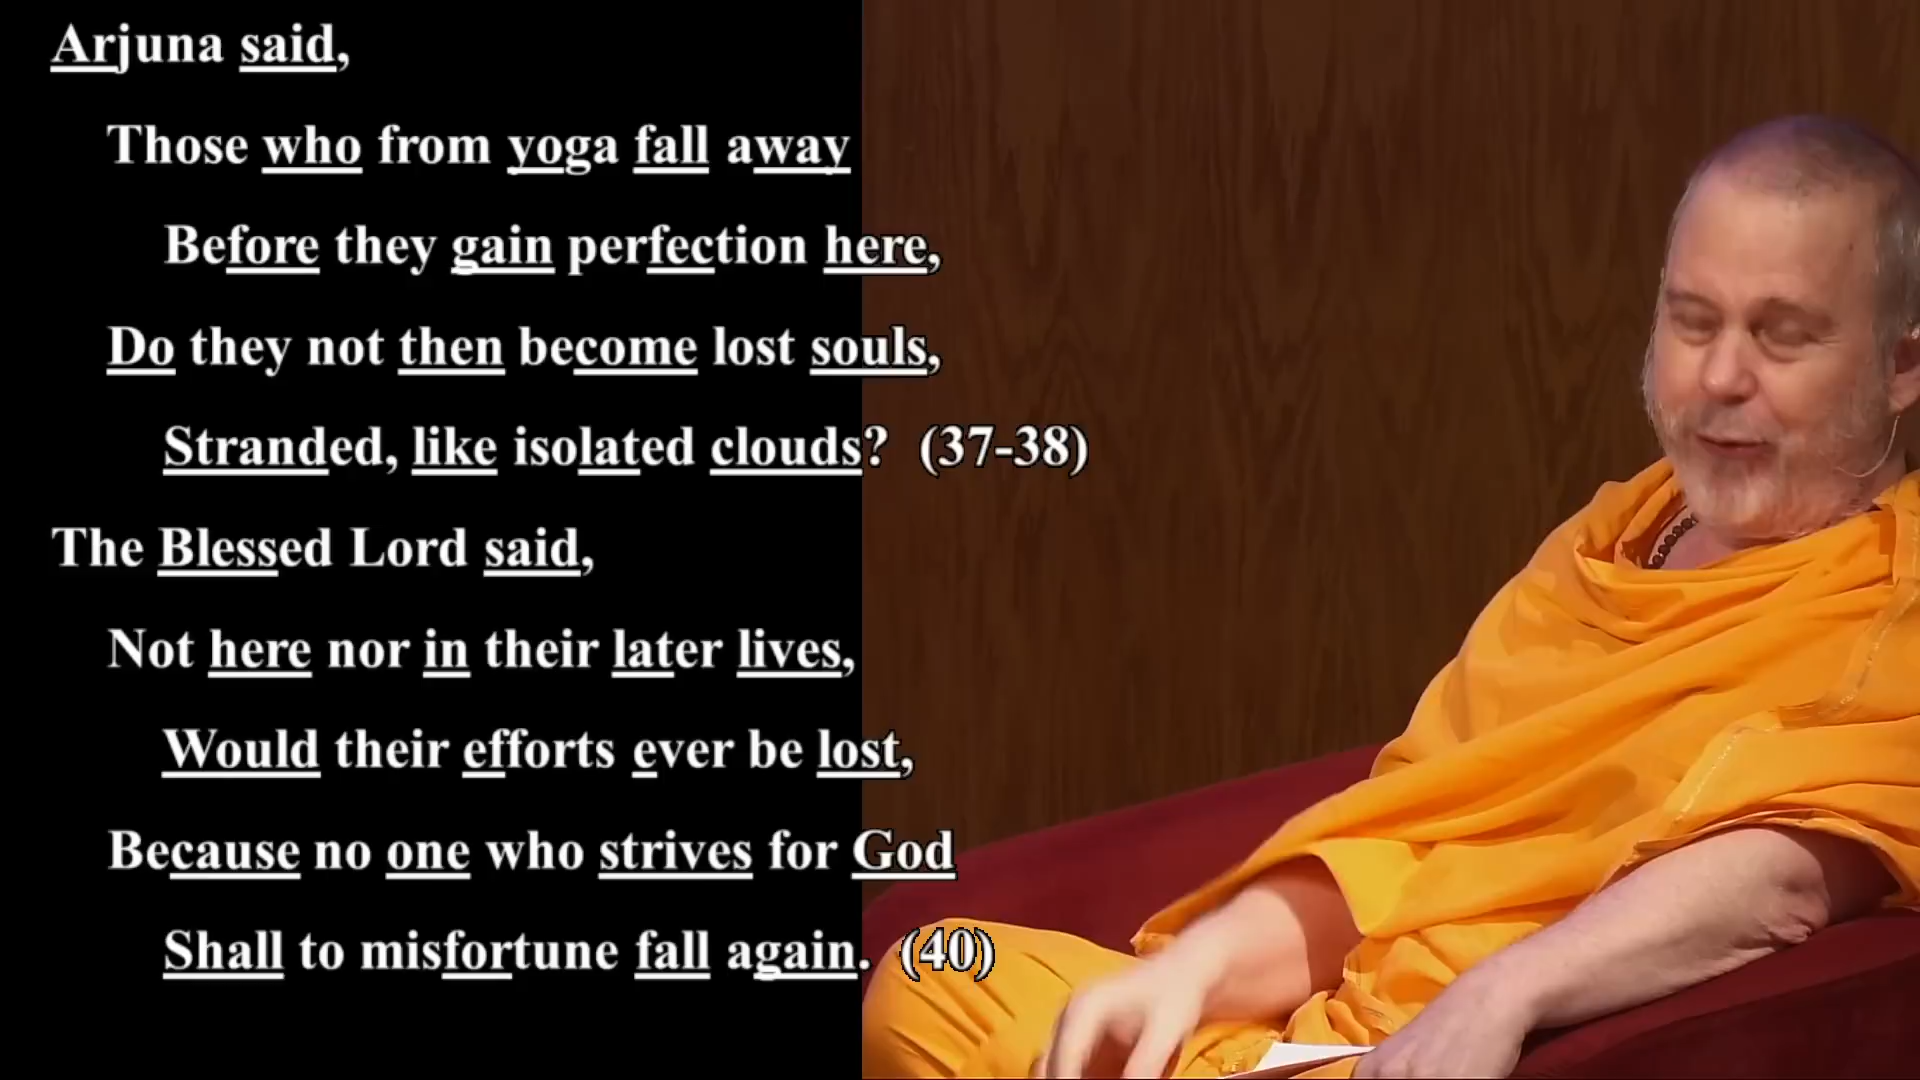 Arjuna said,
Those who from yoga fall away
Before they gain perfection here,
Do they not then become lost souls,
Stranded, like isolated clouds? (37-38)
The Blessed Lord said,
Not here nor in their later lives,
Would their efforts ever be lost,
Because no one who strives for God
Shall to misfortune fall again. (40)